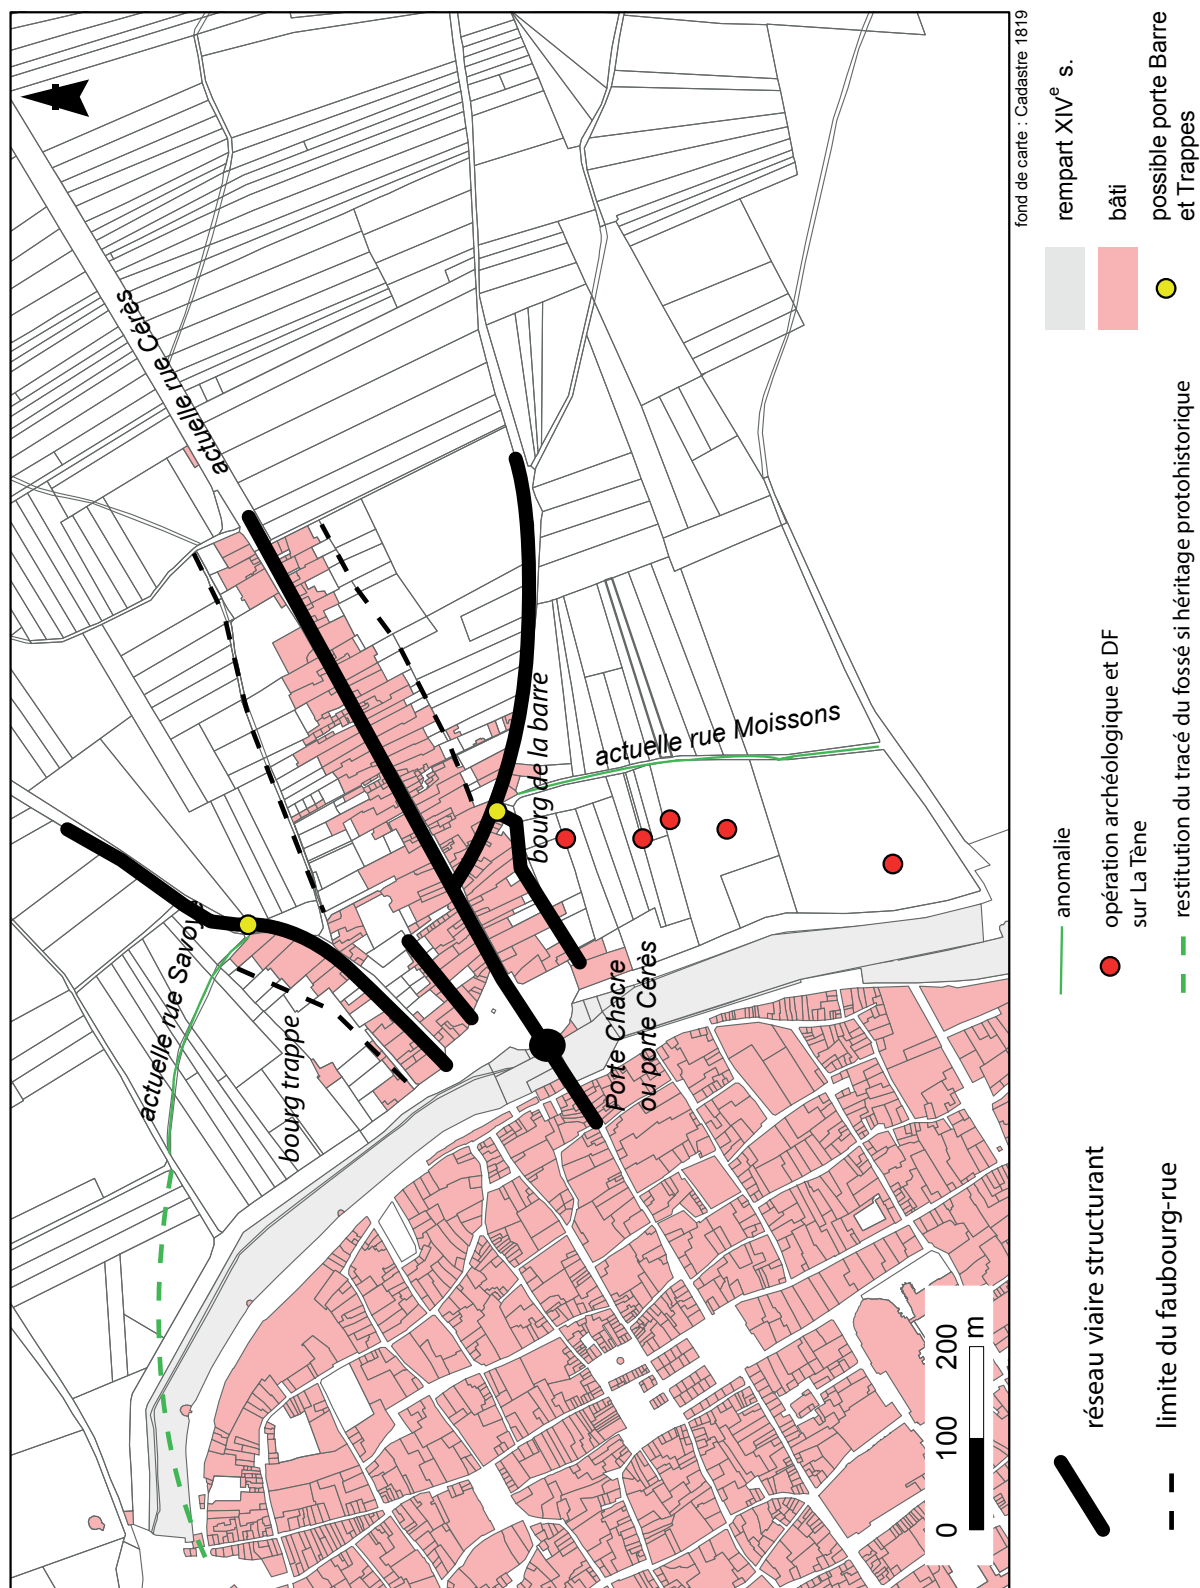 actuelle rue Cérès
actuelle rue Savoye
bourg trappe
bourg de la barre
actuelle rue Moissons
Porte Chacre
ou porte Cérès
0 100 200
m
fond de carte : Cadastre 1819
réseau viaire structurant
limite du faubourg-rue
anomalie
opération archéologique et DF
sur La Tène
restitution du tracé du fossé si héritage protohistorique
rempart XIVe s.
bâti
possible porte Barre
et Trappes